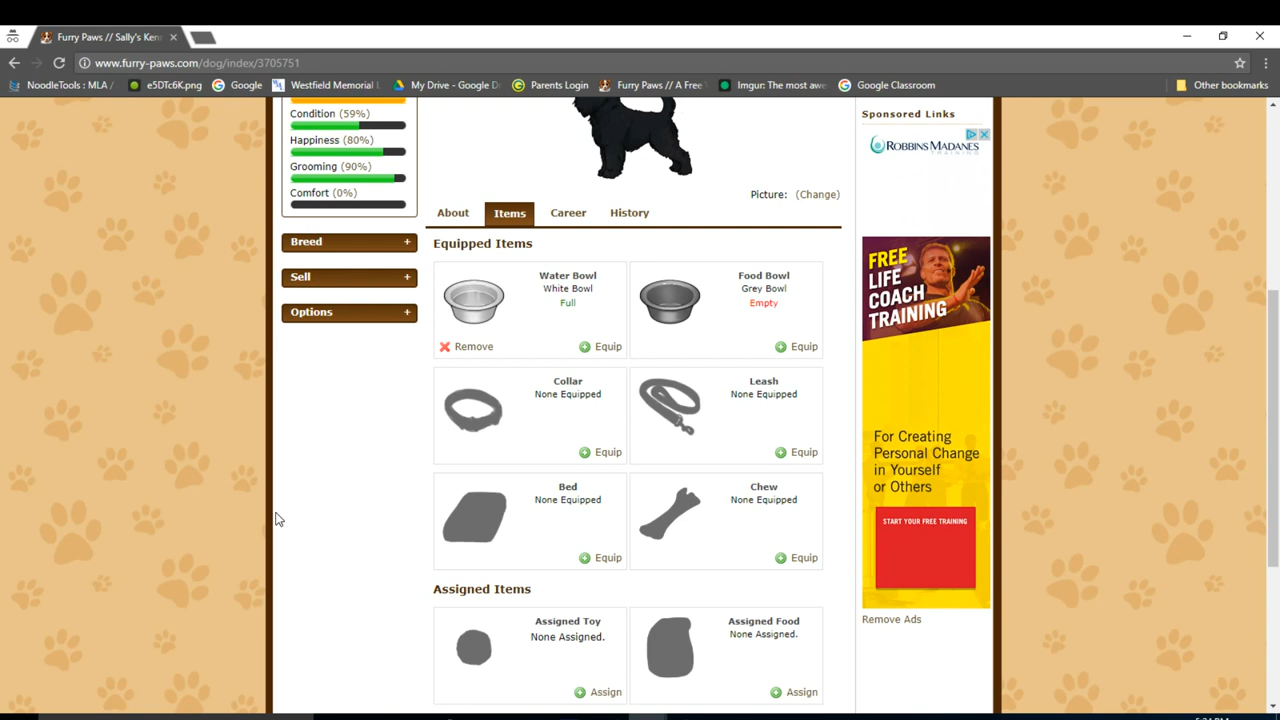 Furry Paws // Sally's Ken
www.furry-paws.com/dog/index/3705751
NoodleTools : MLA /
e5DTc6K.png
Google
Westfield Memorial L
My Drive - Google D
Parents Login
Furry Paws // A Free
Imgur: The most awe
Google Classroom
Other bookmarks
Condition (59%)
Happiness (80%)
Grooming (90%)
Comfort (0%)
Breed +
Sell +
Options +
Picture: (Change)
About
Items
Career
History
Equipped Items
Water Bowl
White Bowl
Full
Remove
Equip
Food Bowl
Grey Bowl
Empty
Equip
Collar
None Equipped
Equip
Leash
None Equipped
Equip
Bed
None Equipped
Equip
Chew
None Equipped
Equip
Assigned Items
Assigned Toy
None Assigned.
Assign
Assigned Food
None Assigned.
Assign
Sponsored Links
ROBBINS MADANES
TRAINING
FREE
LIFE
COACH
TRAINING
For Creating
Personal Change
in Yourself
or Others
START YOUR FREE TRAINING
Remove Ads